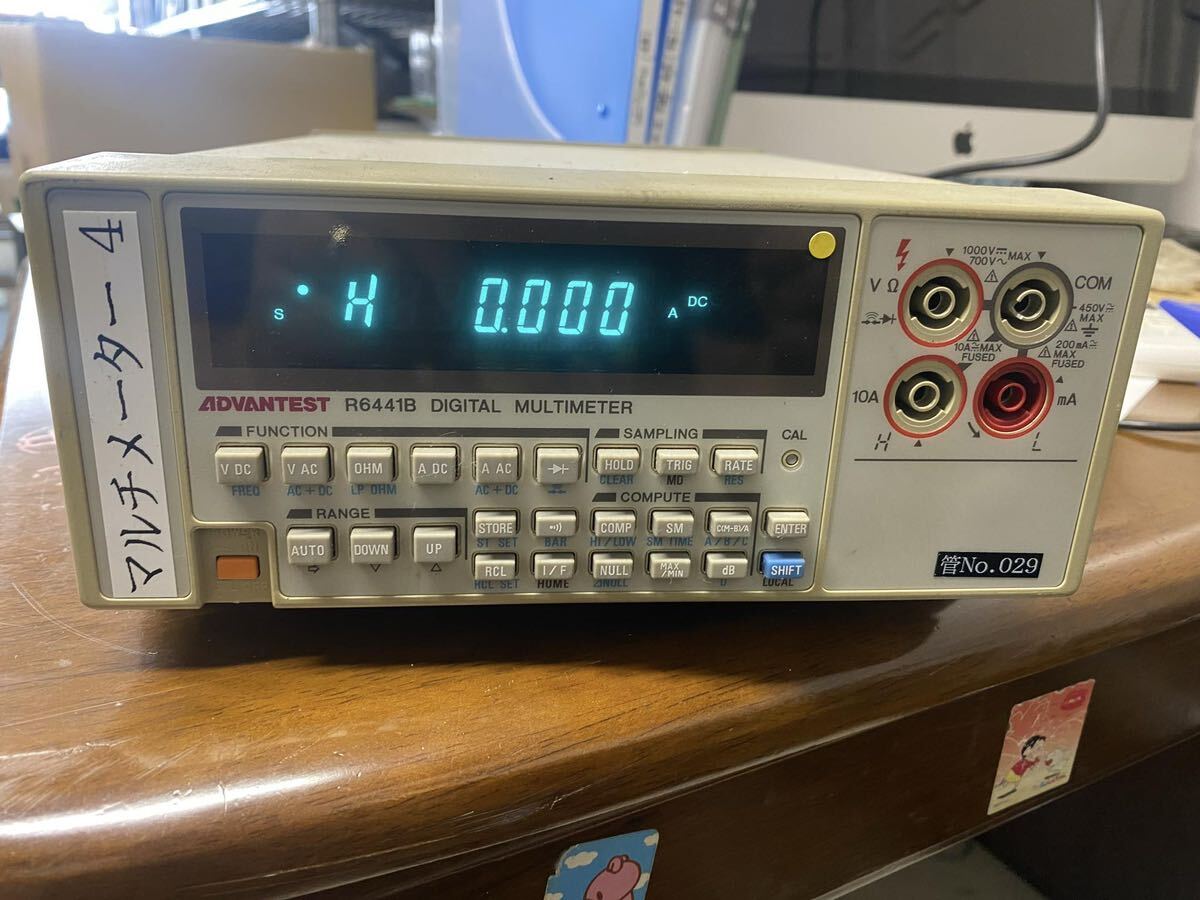 マルチメーター 4
S H 0.000 A DC
ADVANTEST R6441B DIGITAL MULTIMETER
FUNCTION
V DC V AC OHM A DC A AC
FREQ AC+DC LP OHM AC+DC
SAMPLING
HOLD TRIG RATE
CLEAR MD RES
CAL
RANGE
AUTO DOWN UP
COMPUTE
STORE COMP SM C(M-B)/A ENTER
ST SET BAR HI/LOW SM TIME A/B/C
RCL I/F NULL MAX/MIN dB SHIFT
RCL SET HOME ⊿NULL D LOCAL
1000V⎓ MAX
700V～
VΩ COM
450V MAX
10A MAX
FUSED
200mA
MAX
FUSED
10A mA
H L
管No.029